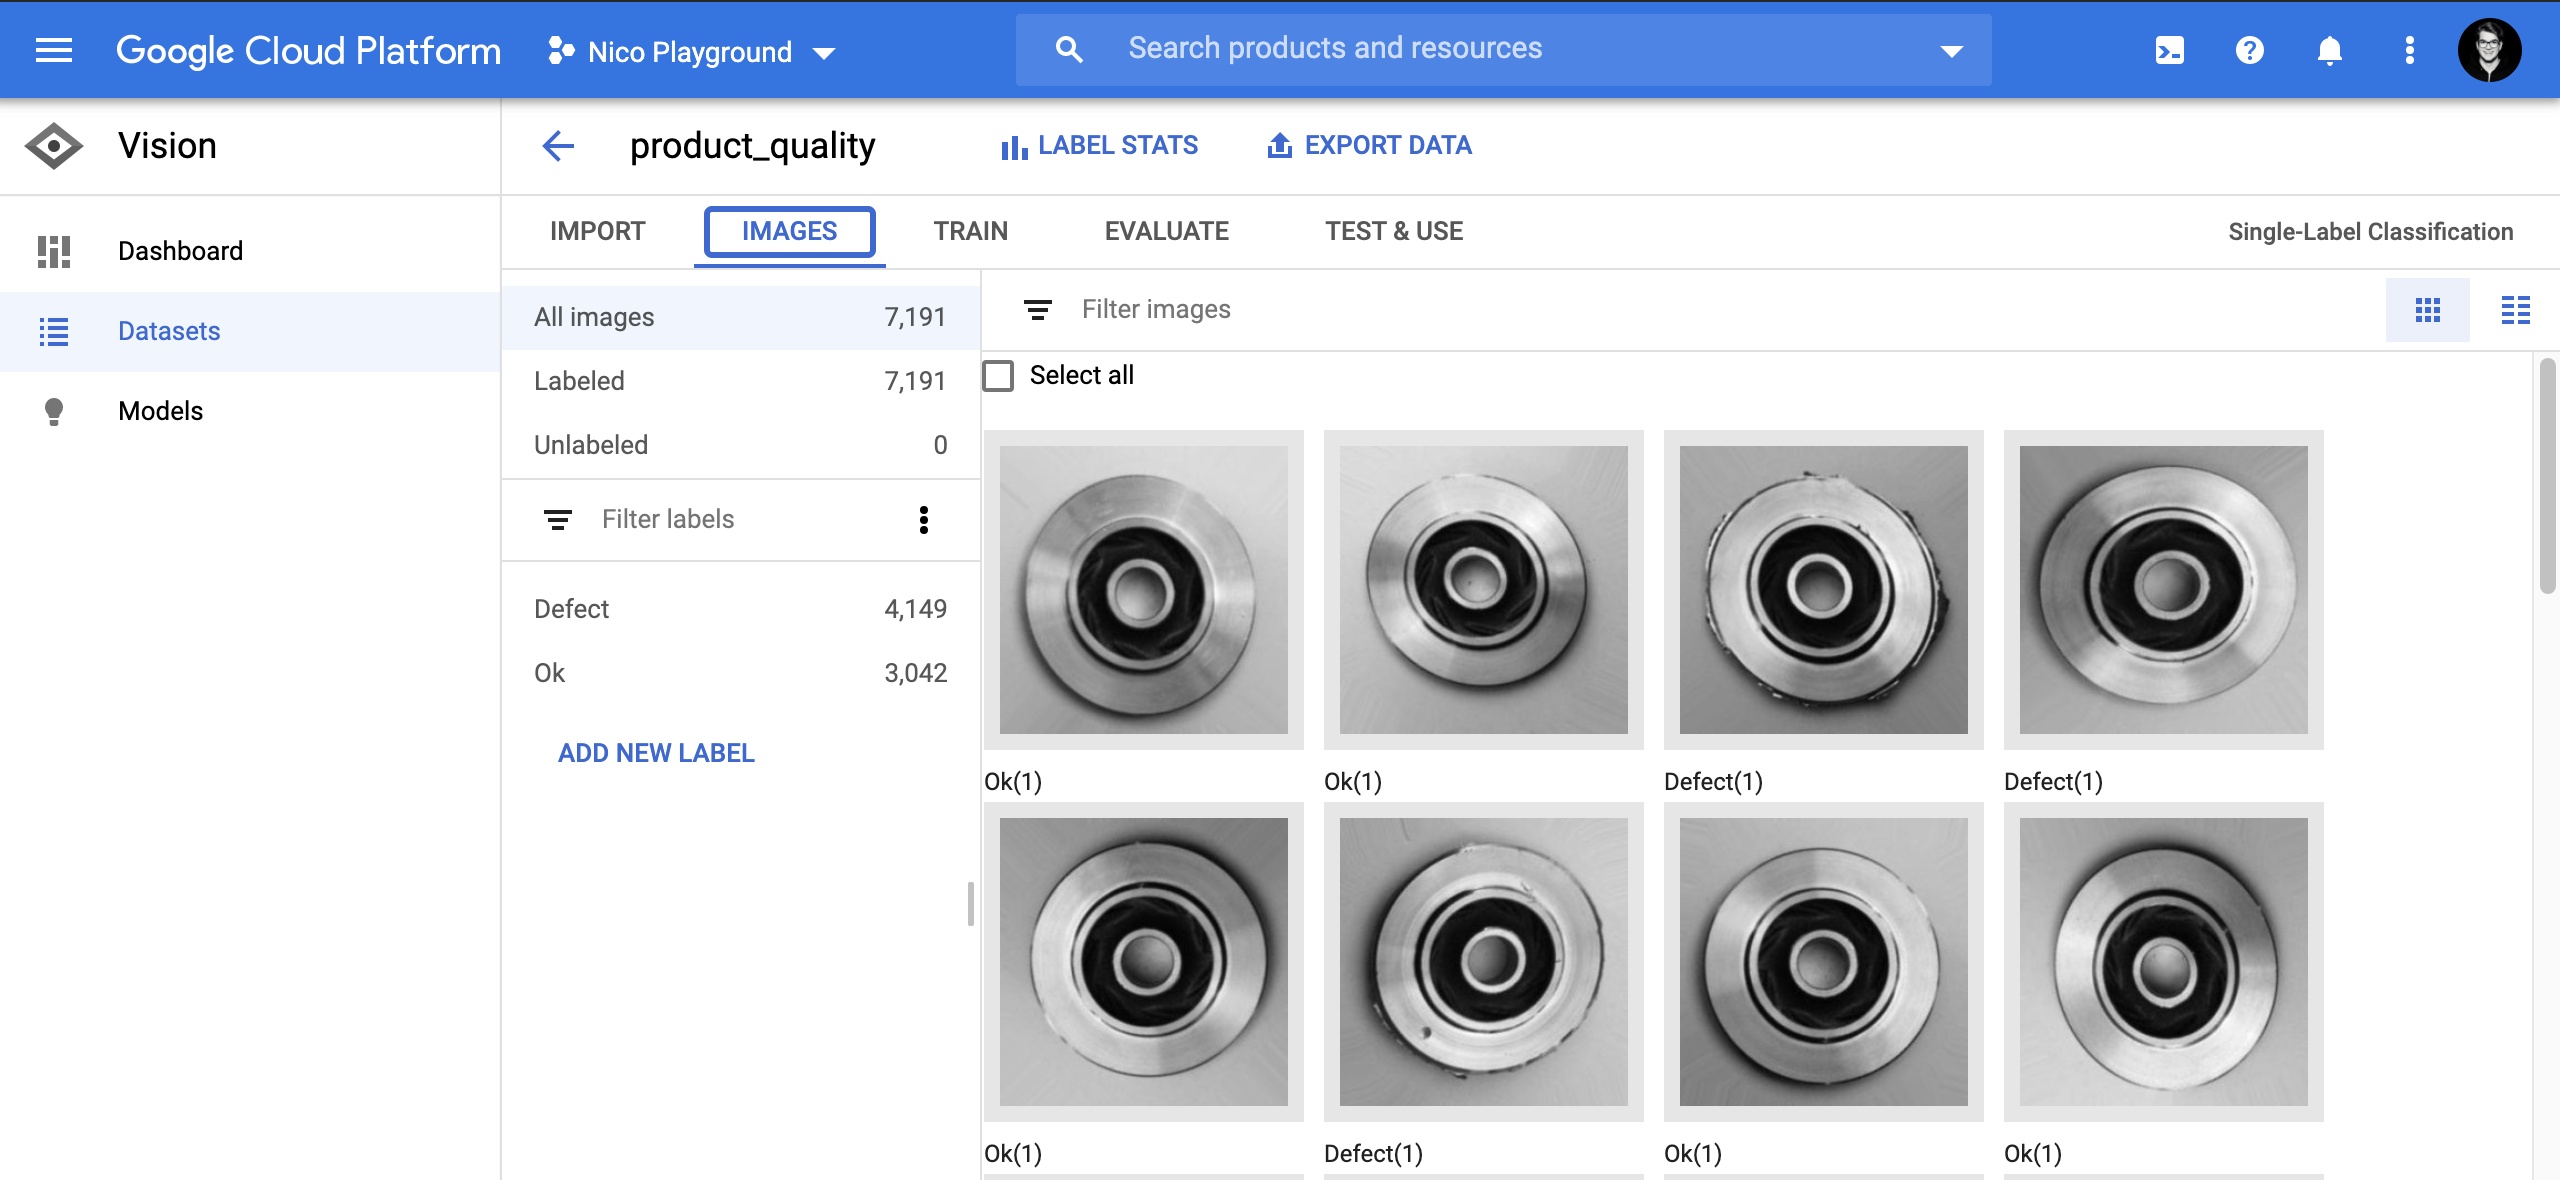 Google Cloud Platform
Nico Playground
Search products and resources
Vision
product_quality
LABEL STATS
EXPORT DATA
Dashboard
Datasets
Models
IMPORT
IMAGES
TRAIN
EVALUATE
TEST & USE
Single-Label Classification
All images 7,191
Labeled 7,191
Unlabeled 0
Filter labels
Defect 4,149
Ok 3,042
ADD NEW LABEL
Filter images
Select all
Ok(1)
Ok(1)
Defect(1)
Defect(1)
Ok(1)
Defect(1)
Ok(1)
Ok(1)